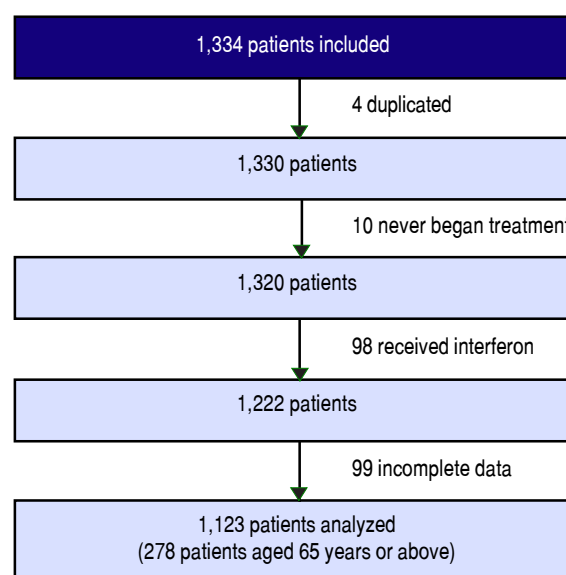 1,334 patients included
4 duplicated
1,330 patients
10 never began treatment
1,320 patients
98 received interferon
1,222 patients
99 incomplete data
1,123 patients analyzed
(278 patients aged 65 years or above)